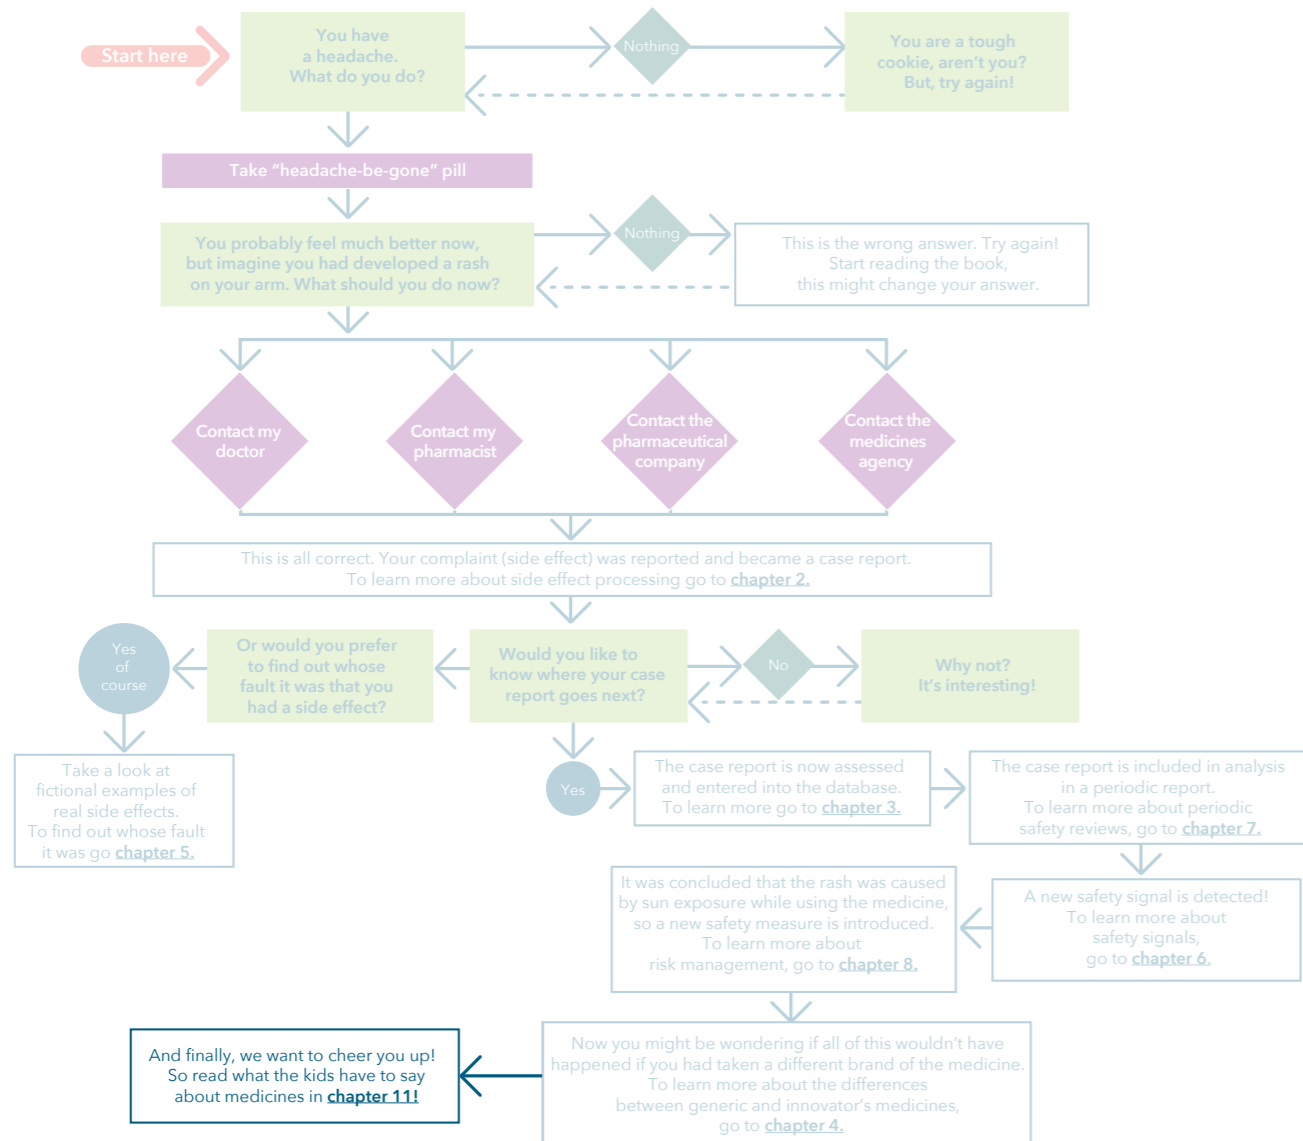 Start here
You have
a headache.
What do you do?
Nothing
You are a tough
cookie, aren't you?
But, try again!
Take “headache-be-gone” pill
You probably feel much better now,
but imagine you had developed a rash
on your arm. What should you do now?
Nothing
This is the wrong answer. Try again!
Start reading the book,
this might change your answer.
Contact my
doctor
Contact my
pharmacist
Contact the
pharmaceutical
company
Contact the
medicines
agency
This is all correct. Your complaint (side effect) was reported and became a case report.
To learn more about side effect processing go to chapter 2.
Yes
of
course
Or would you prefer
to find out whose
fault it was that you
had a side effect?
Would you like to
know where your case
report goes next?
No
Why not?
It's interesting!
Take a look at
fictional examples of
real side effects.
To find out whose fault
it was go chapter 5.
Yes
The case report is now assessed
and entered into the database.
To learn more go to chapter 3.
The case report is included in analysis
in a periodic report.
To learn more about periodic
safety reviews, go to chapter 7.
A new safety signal is detected!
To learn more about
safety signals,
go to chapter 6.
It was concluded that the rash was caused
by sun exposure while using the medicine,
so a new safety measure is introduced.
To learn more about
risk management, go to chapter 8.
Now you might be wondering if all of this wouldn't have
happened if you had taken a different brand of the medicine.
To learn more about the differences
between generic and innovator's medicines,
go to chapter 4.
And finally, we want to cheer you up!
So read what the kids have to say
about medicines in chapter 11!